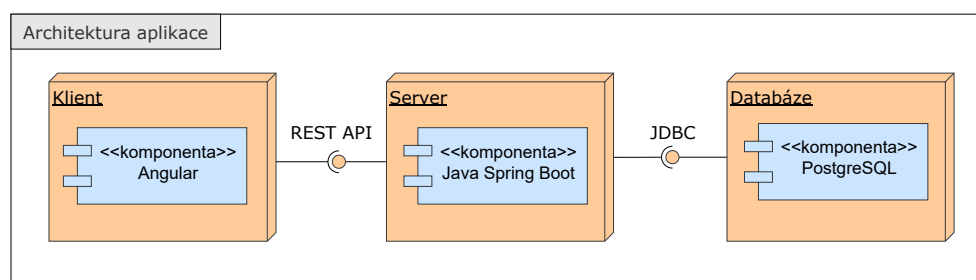 Architektura aplikace
Klient
<<komponenta>>
Angular
REST API
Server
<<komponenta>>
Java Spring Boot
JDBC
Databáze
<<komponenta>>
PostgreSQL